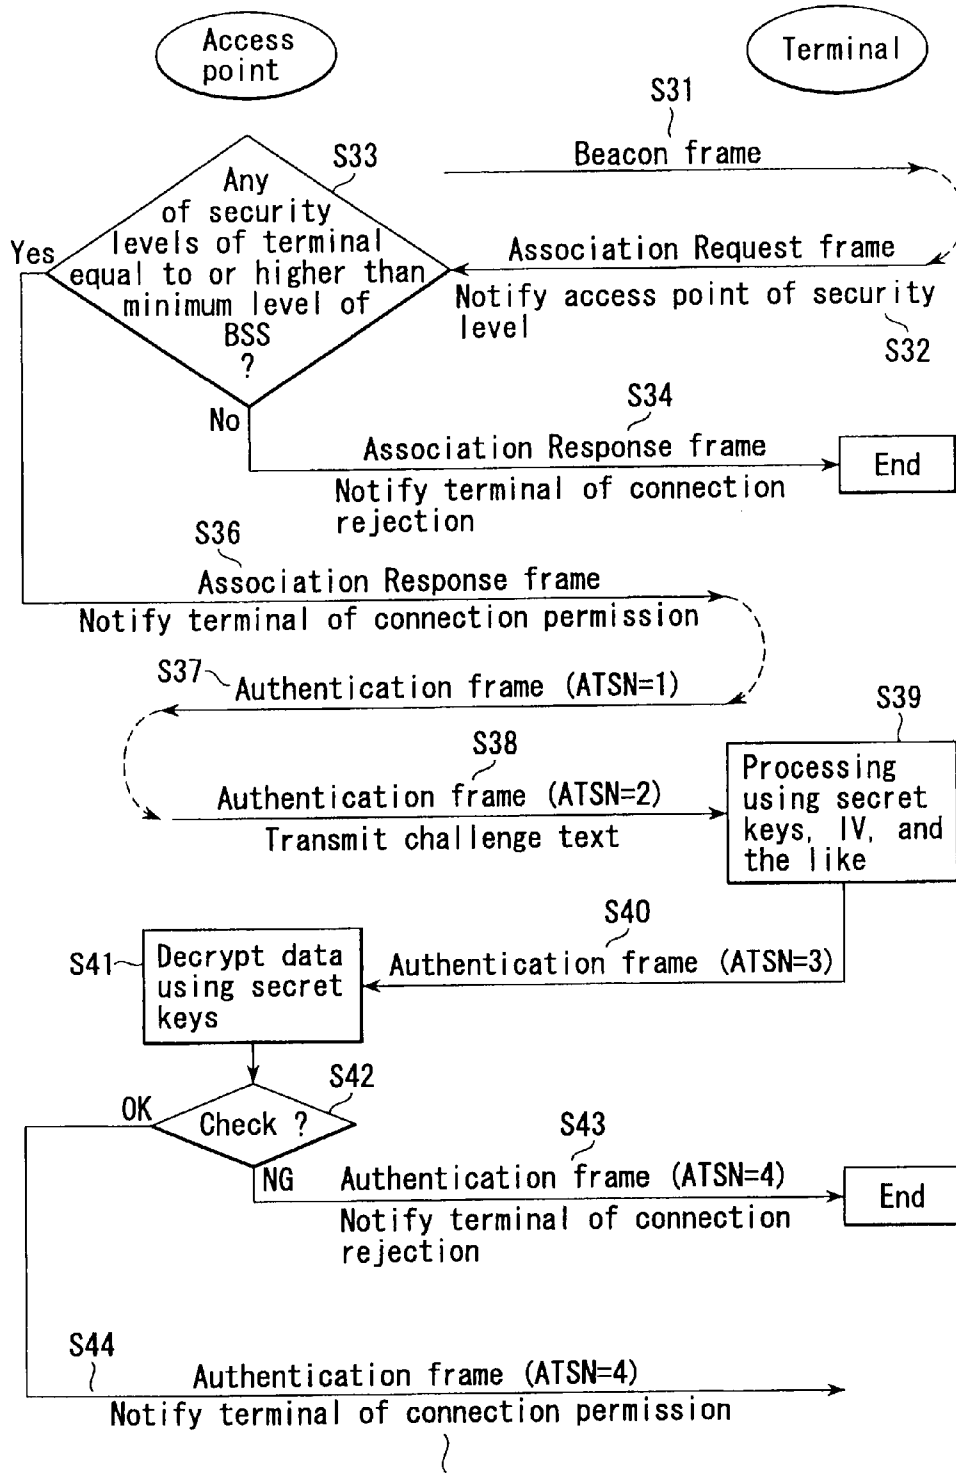 Access
point
Terminal
S31
Beacon frame
S33
Any
of security
levels of terminal
equal to or higher than
minimum level of
BSS
?
Yes
Association Request frame
Notify access point of security
level
S32
No
S34
Association Response frame
End
Notify terminal of connection
rejection
S36
Association Response frame
Notify terminal of connection permission
S37
Authentication frame (ATSN=1)
S38
Authentication frame (ATSN=2)
Transmit challenge text
S39
Processing
using secret
keys, IV, and
the like
S40
Authentication frame (ATSN=3)
S41
Decrypt data
using secret
keys
S42
OK
Check ?
NG
S43
Authentication frame (ATSN=4)
End
Notify terminal of connection
rejection
S44
Authentication frame (ATSN=4)
Notify terminal of connection permission